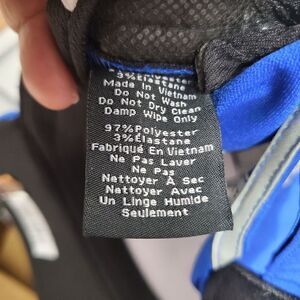 3%Elastane
Made In Vietnam
Do Not Wash
Do Not Dry Clean
Damp Wipe Only
97%Polyester
3%Elastane
Fabriqué En Vietnam
Ne Pas Laver
Ne Pas
Nettoyer À Sec
Nettoyer Avec
Un Linge Humide
Seulement